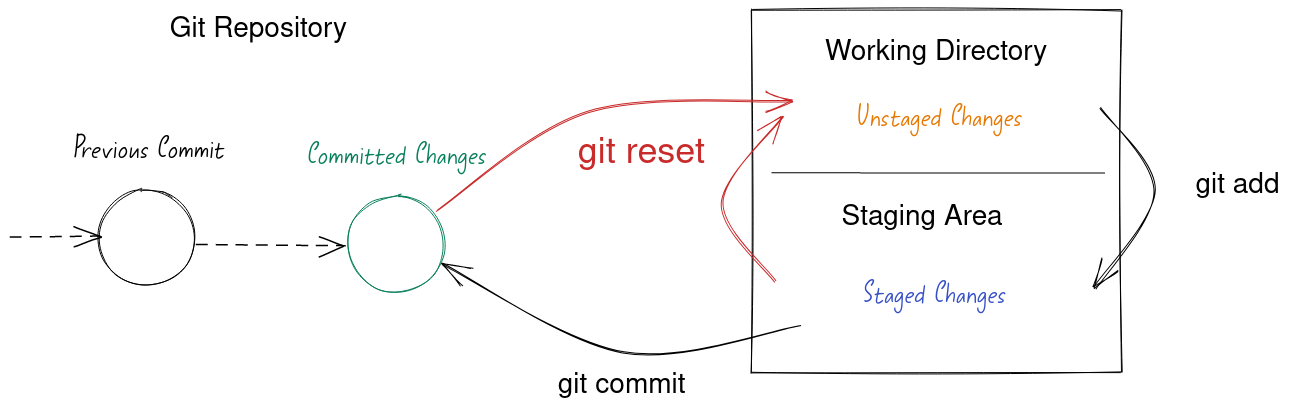 Git Repository
Working Directory
Previous Commit
Committed Changes
git reset
Unstaged Changes
git add
Staging Area
Staged Changes
git commit